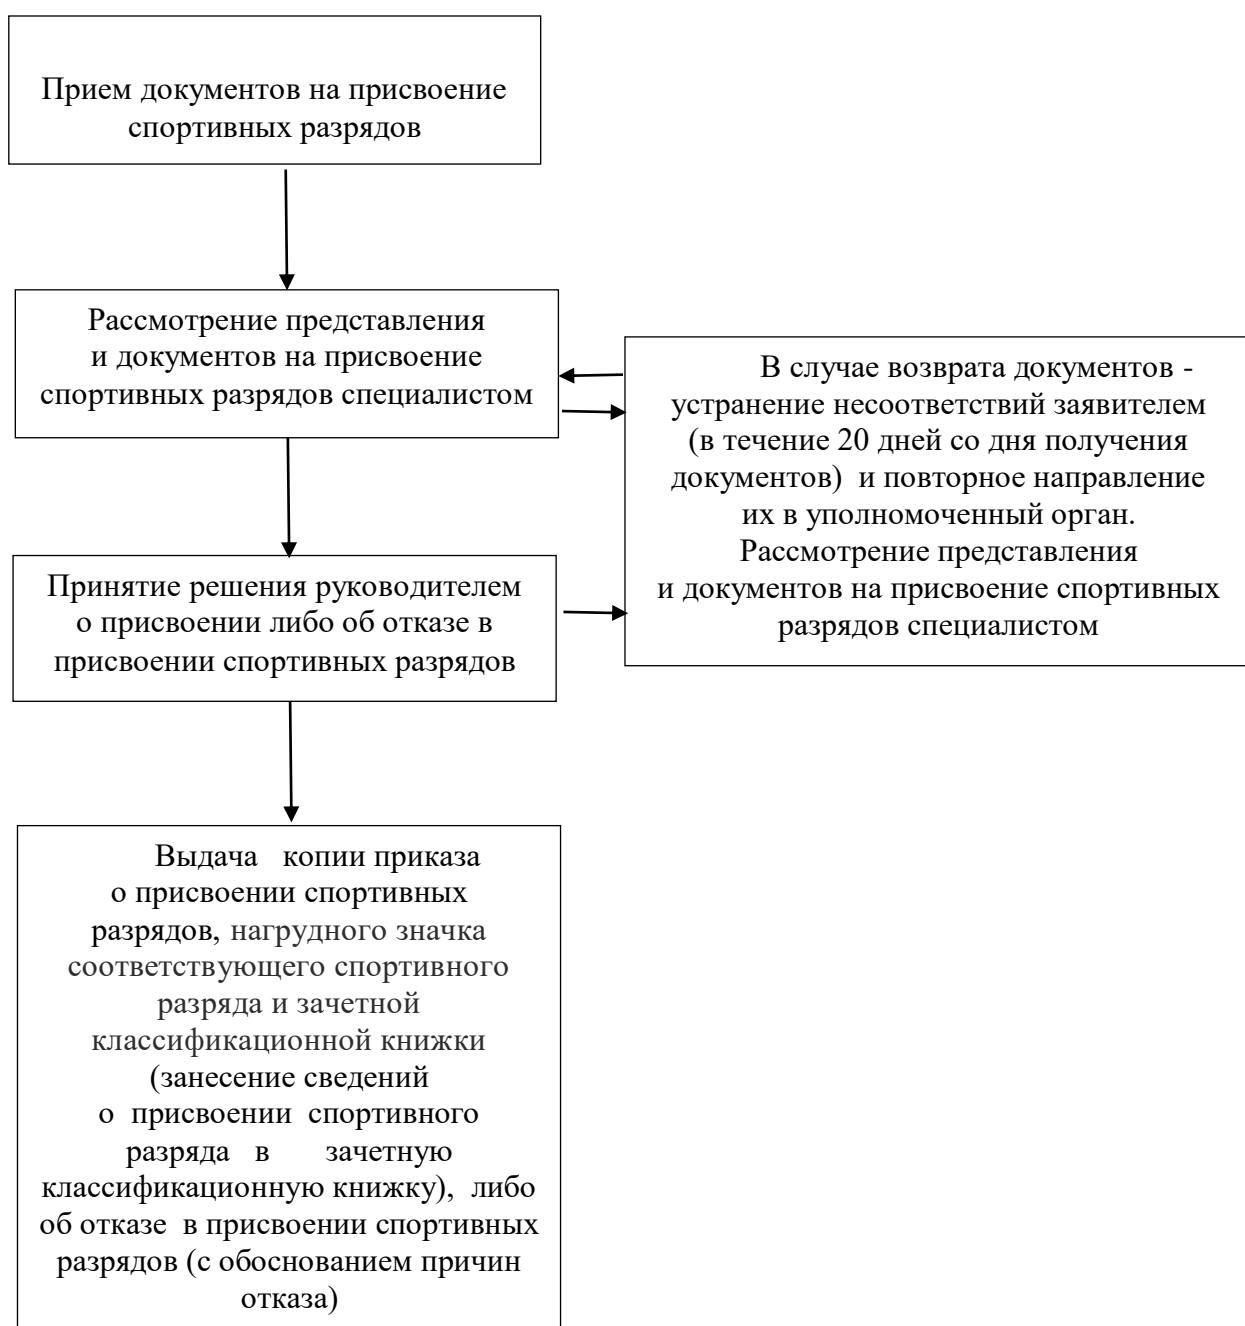 Прием документов на присвоение
спортивных разрядов
Рассмотрение представления
и документов на присвоение
спортивных разрядов специалистом
В случае возврата документов -
устранение несоответствий заявителем
(в течение 20 дней со дня получения
документов) и повторное направление
их в уполномоченный орган.
Рассмотрение представления
и документов на присвоение спортивных
разрядов специалистом
Принятие решения руководителем
о присвоении либо об отказе в
присвоении спортивных разрядов
Выдача копии приказа
о присвоении спортивных
разрядов, нагрудного значка
соответствующего спортивного
разряда и зачетной
классификационной книжки
(занесение сведений
о присвоении спортивного
разряда в зачетную
классификационную книжку), либо
об отказе в присвоении спортивных
разрядов (с обоснованием причин
отказа)